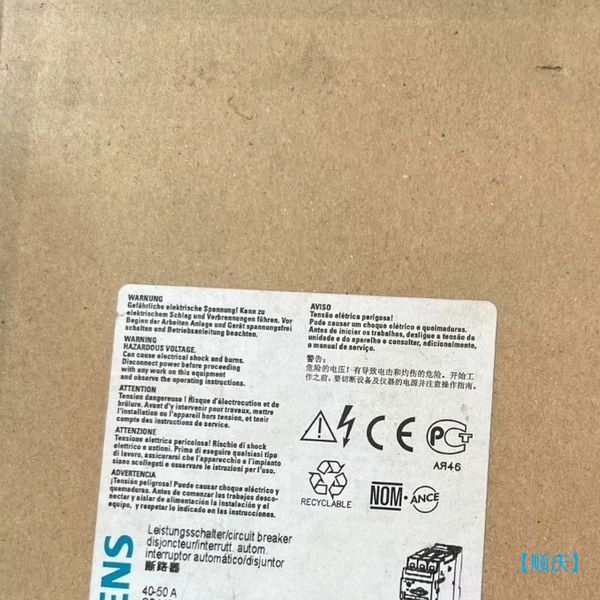 WARNUNG
Gefährliche elektrische Spannung! Kann zu
elektrischem Schlag und Verbrennungen führen. Vor
Beginn der Arbeiten Anlage und Gerät spannungsfrei
schalten und Betriebsanleitung beachten.
WARNING
HAZARDOUS VOLTAGE.
Can cause electrical shock and burns.
Disconnect power before proceeding
with any work on this equipment
and observe the operating instructions.
ATTENTION
Tension dangereuse ! Risque d'électrocution et de
brûlure. Avant d'y intervenir pour travaux, mettre
l'installation ou l'appareil hors tension, et tenir
compte des instructions de service.
ATTENZIONE
Tensione elettrica pericolosa! Rischio di shock
elettrico e ustioni. Prima di eseguire qualsiasi tipo
di lavoro, assicurarsi che l'apparecchio e l'impianto
siano scollegati e osservare le istruzioni per l'uso.
ADVERTENCIA
¡Tensión peligrosa! Puede causar choque eléctrico y
quemaduras. Antes de comenzar los trabajos desco-
nectar y aislar de alimentación la instalación y el
equipo, y respetar lo indicado en las instrucciones.
AVISO
Tensão elétrica perigosa!
Pode causar um choque elétrico e queimaduras.
Antes de iniciar os trabalhos, desligue a tensão da
unidade e do aparelho e consultar, adicionalmente,
o manual do serviço.
警告:
危险的电压!有导致电击和灼伤的危险。开始工
作之前,要切断设备及仪器的电源并注意操作指南。
CE
PCT
АЯ46
RECYCLABLE
NOM-ANCE
ENS
Leistungsschalter/circuit breaker
disjoncteur/interrutt. autom.
interruptor automático/disjuntor
断路器
40-50 A
【顺庆】